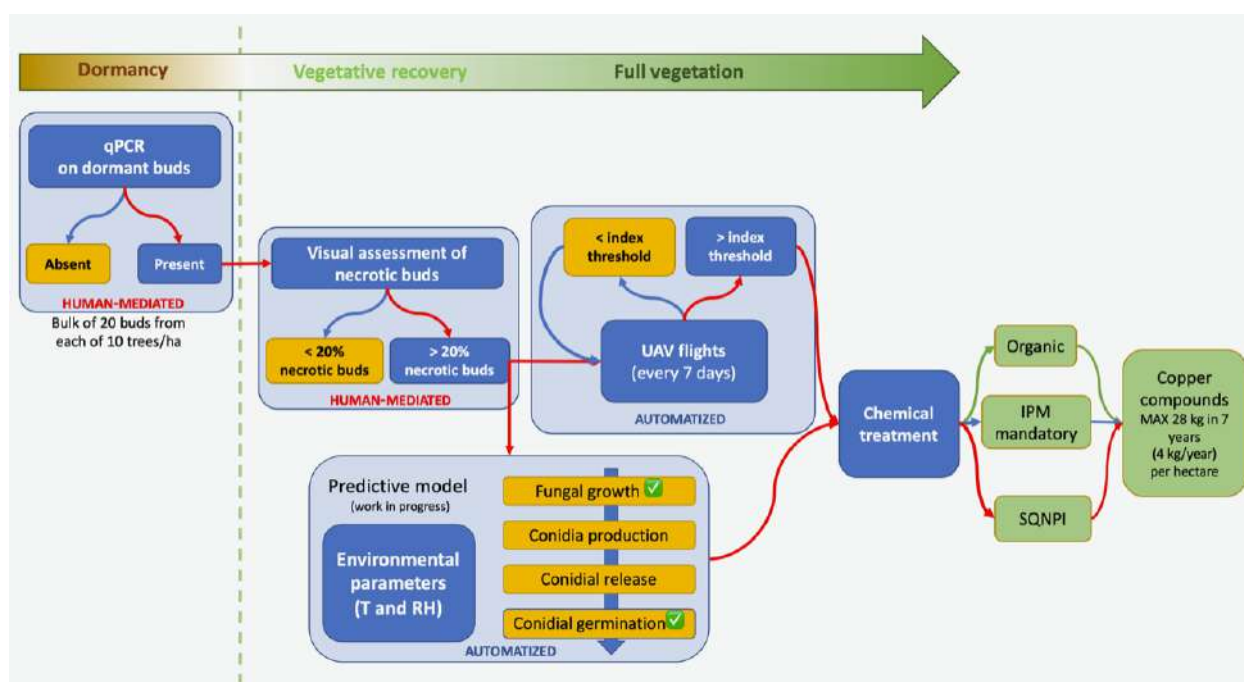 Dormancy
Vegetative recovery
Full vegetation
qPCR
on dormant buds
Absent
Present
HUMAN-MEDIATED
Bulk of 20 buds from
each of 10 trees/ha
Visual assessment of
necrotic buds
< 20%
necrotic buds
> 20%
necrotic buds
HUMAN-MEDIATED
< index
threshold
> index
threshold
UAV flights
(every 7 days)
AUTOMATIZED
Predictive model
(work in progress)
Environmental
parameters
(T and RH)
Fungal growth ✅
Conidia production
Conidial release
Conidial germination ✅
AUTOMATIZED
Chemical
treatment
Organic
IPM
mandatory
SQNPI
Copper
compounds
MAX 28 kg in 7
years
(4 kg/year)
per hectare